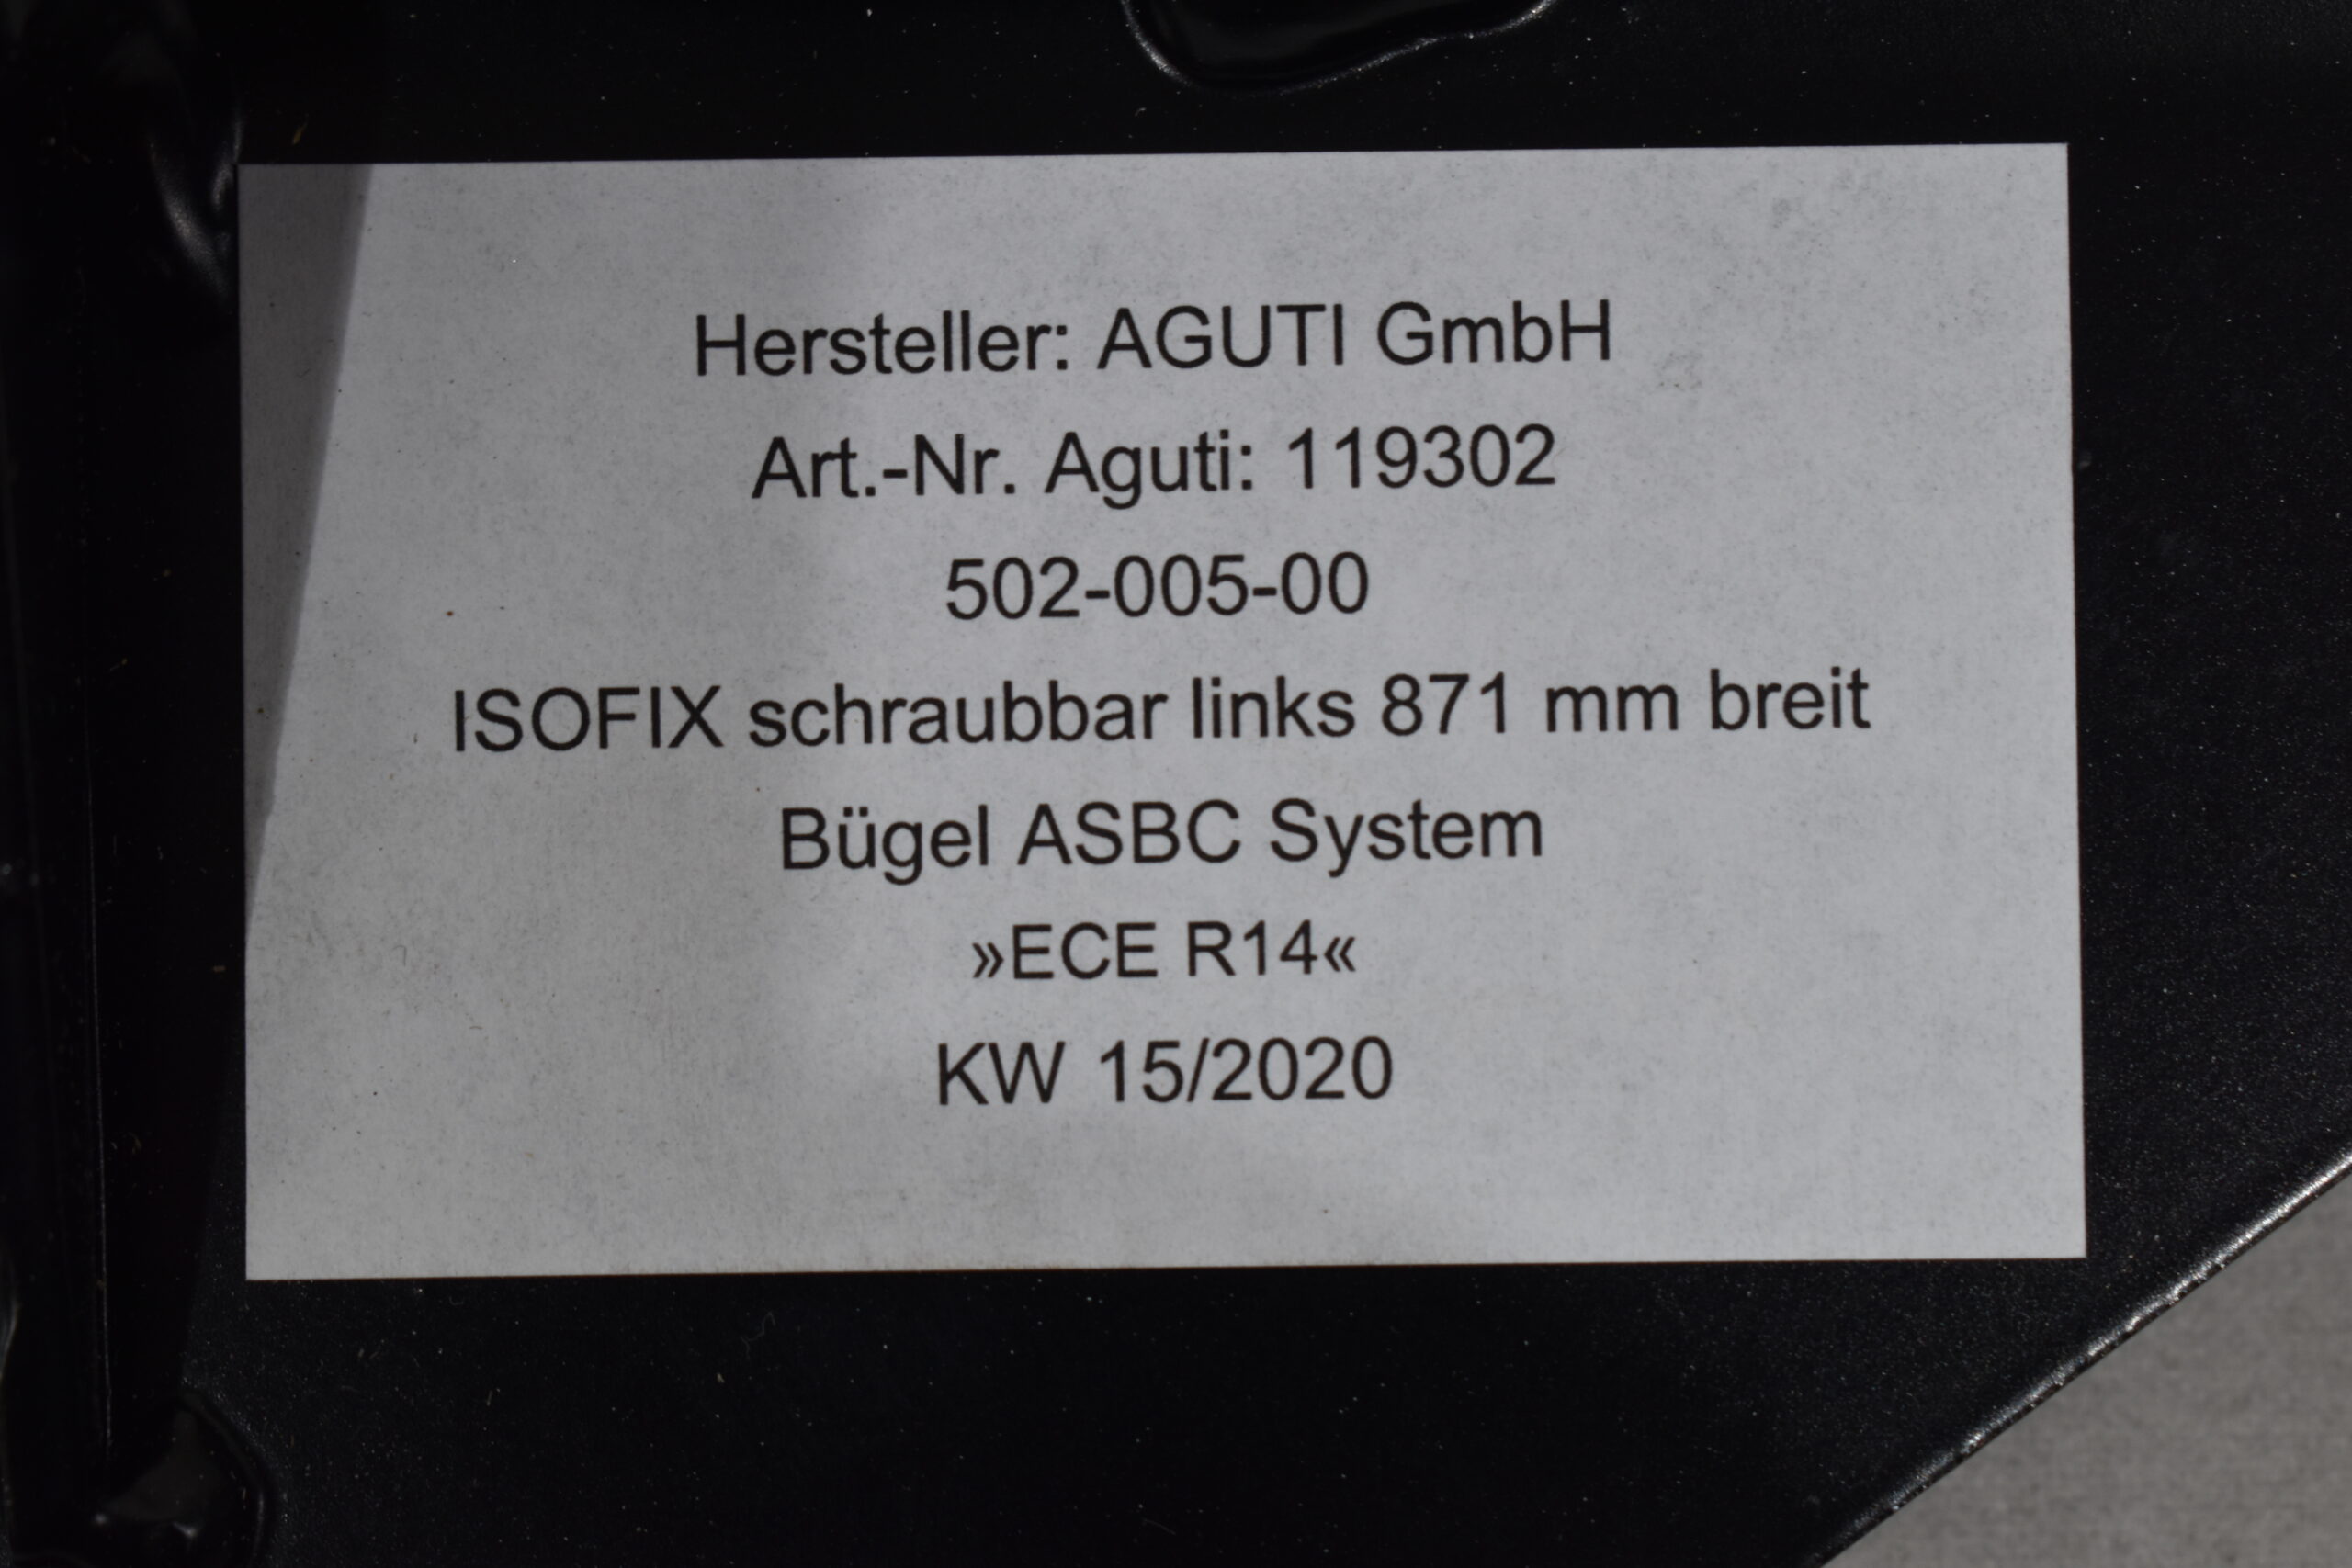 Hersteller: AGUTI GmbH
Art.-Nr. Aguti: 119302
502-005-00
ISOFIX schraubbar links 871 mm breit
Bügel ASBC System
»ECE R14«
KW 15/2020